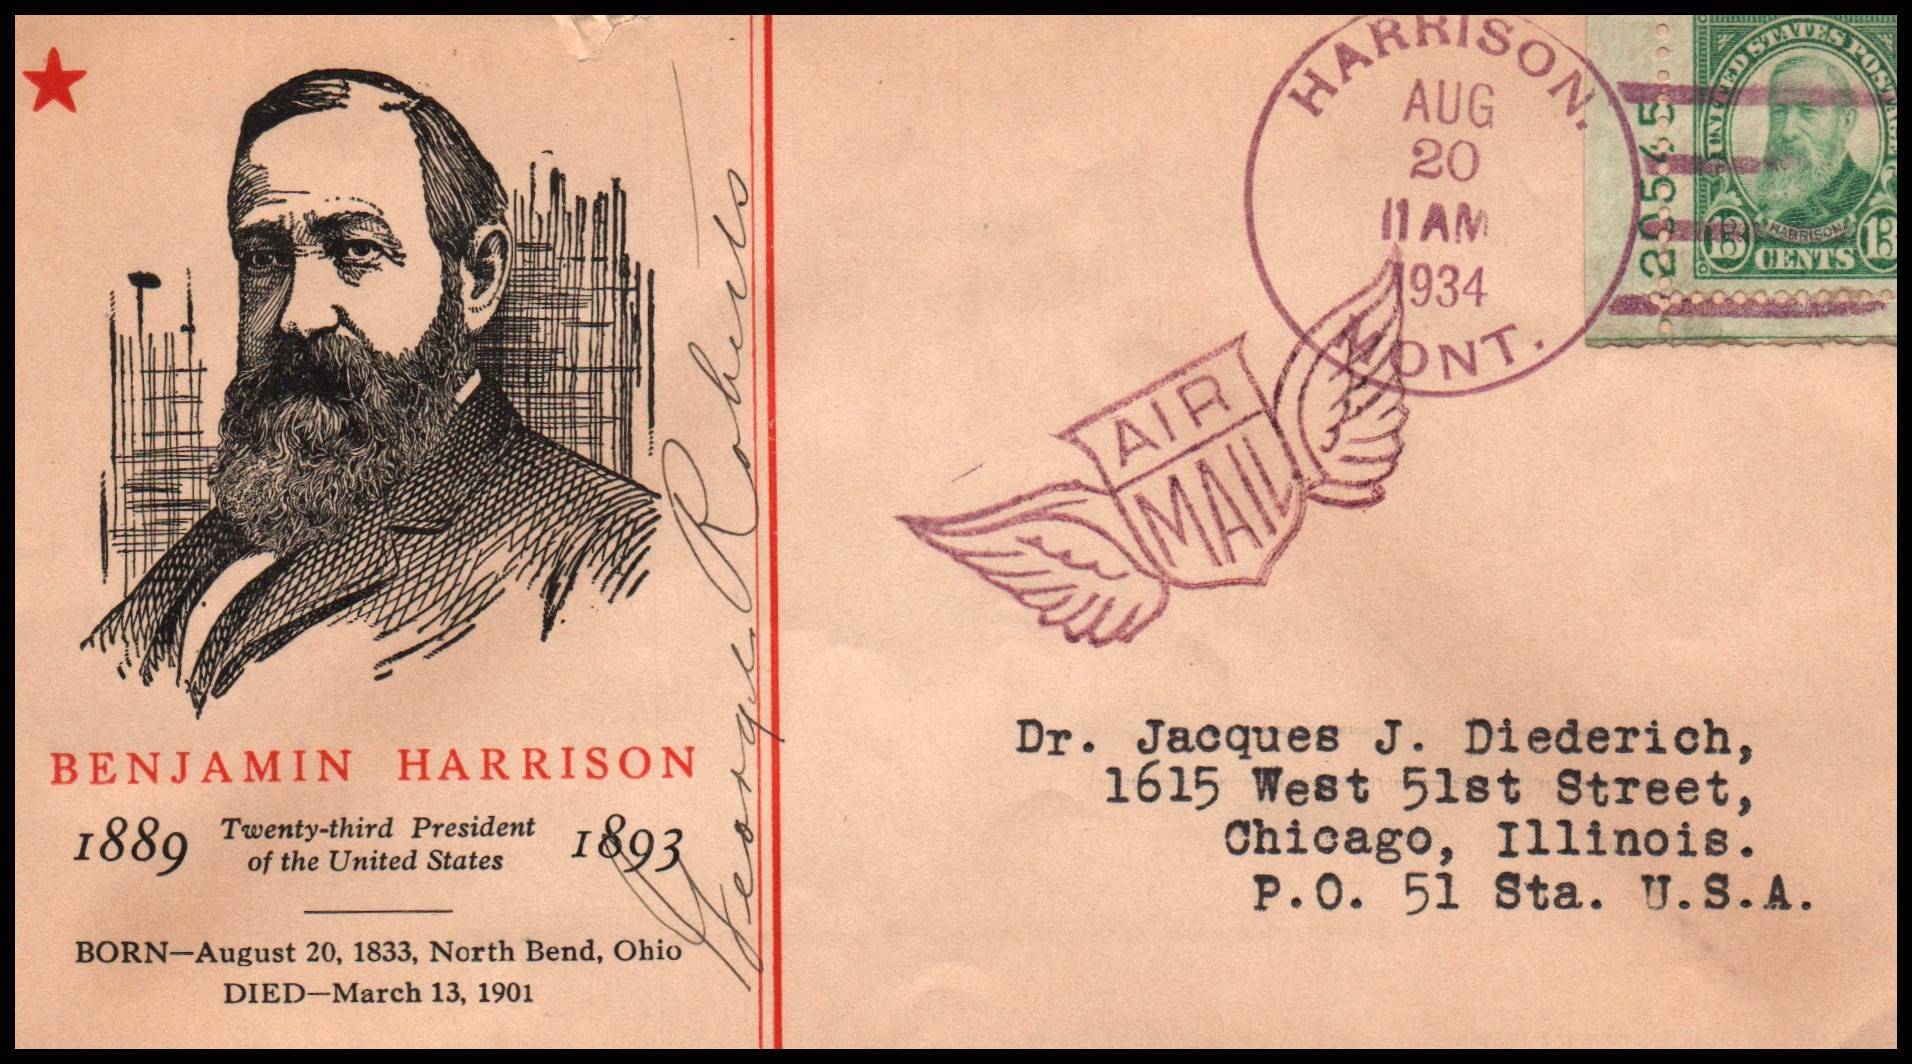 BENJAMIN HARRISON
1889 Twenty-third President of the United States 1893
BORN—August 20, 1833, North Bend, Ohio
DIED—March 13, 1901
George Roberts
HARRISON.
AUG
20
11 AM
1934
MONT.
AIR
MAIL
20545
UNITED STATES POSTAGE
HARRISON
13 CENTS 13
Dr. Jacques J. Diederich,
1615 West 51st Street,
Chicago, Illinois.
P.O. 51 Sta. U.S.A.